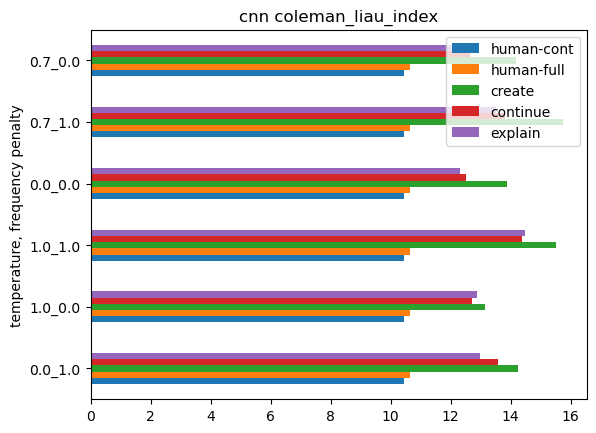 cnn coleman_liau_index
human-cont
human-full
create
continue
explain
temperature, frequency penalty
0.7_0.0
0.7_1.0
0.0_0.0
1.0_1.0
1.0_0.0
0.0_1.0
0 2 4 6 8 10 12 14 16